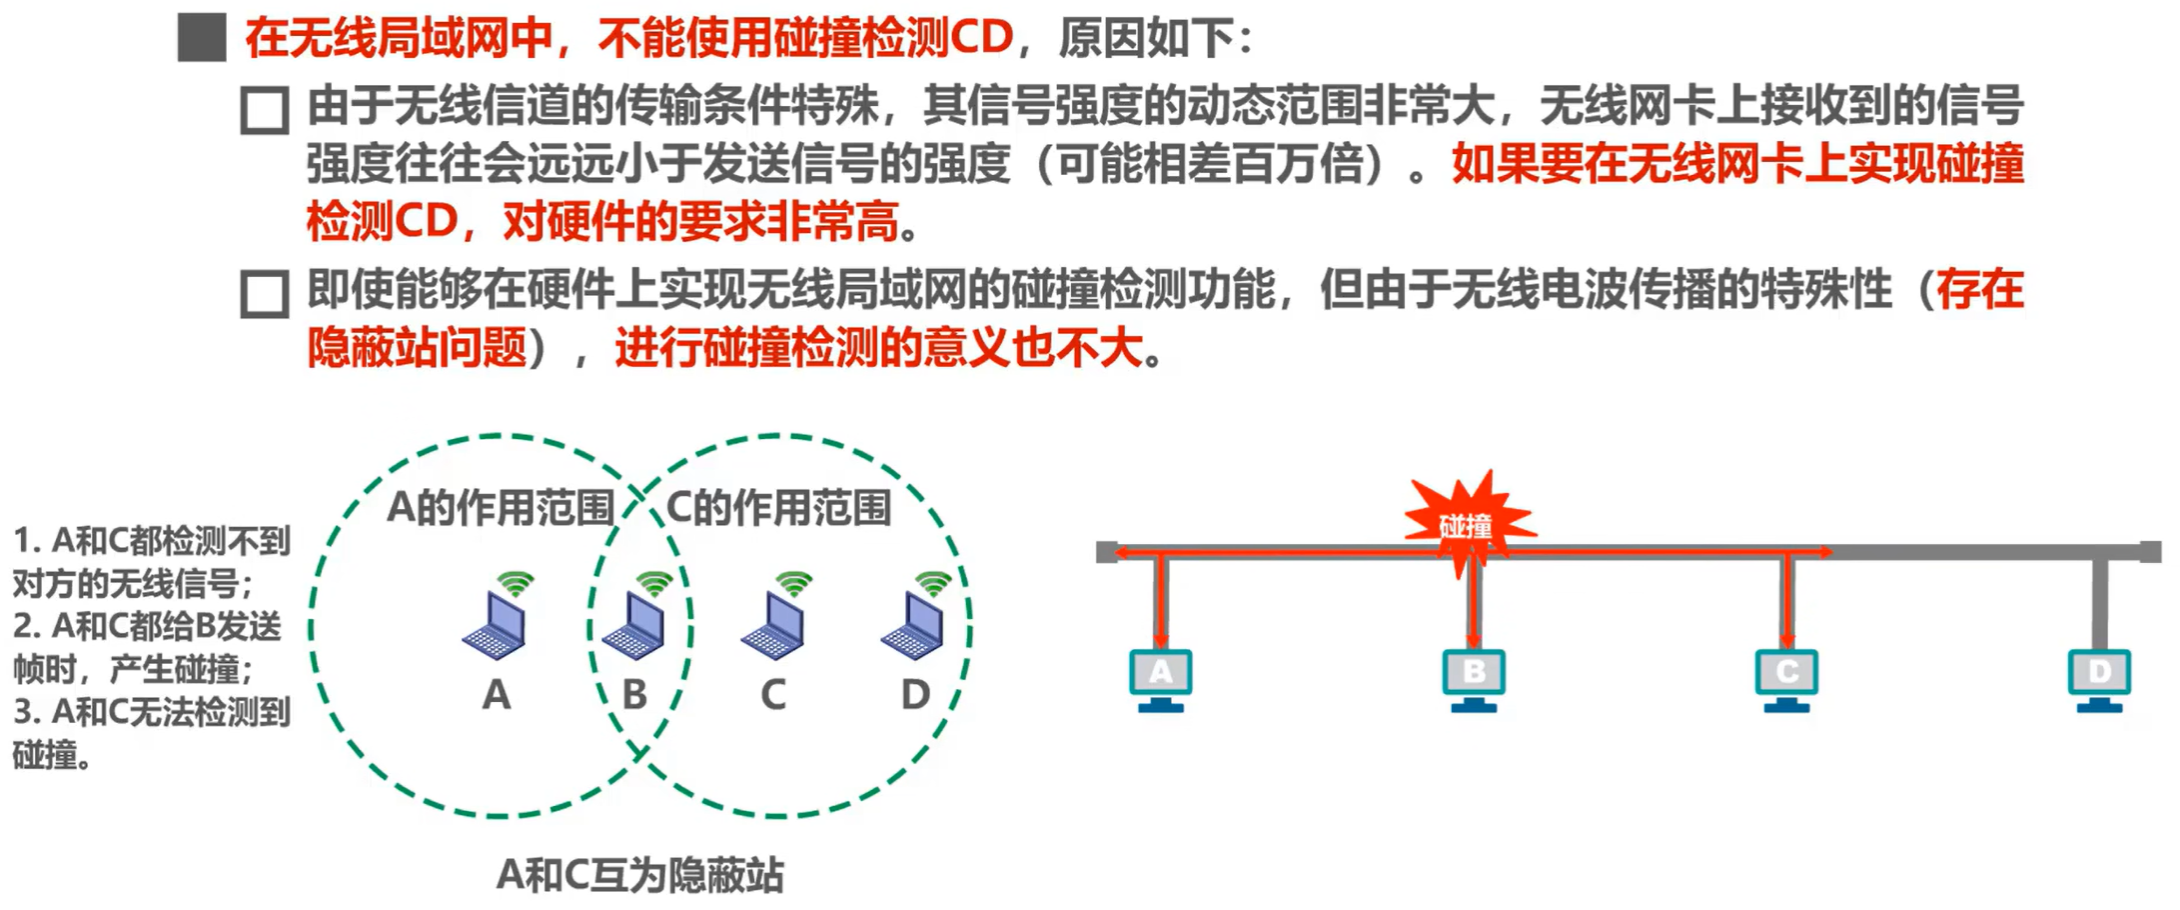 在无线局域网中，不能使用碰撞检测CD，原因如下：
由于无线信道的传输条件特殊，其信号强度的动态范围非常大，无线网卡上接收到的信号
强度往往会远远小于发送信号的强度（可能相差百万倍）。如果要在无线网卡上实现碰撞
检测CD，对硬件的要求非常高。
即使能够在硬件上实现无线局域网的碰撞检测功能，但由于无线电波传播的特殊性（存在
隐蔽站问题），进行碰撞检测的意义也不大。
1. A和C都检测不到
对方的无线信号；
2. A和C都给B发送
帧时，产生碰撞；
3. A和C无法检测到
碰撞。
A的作用范围
C的作用范围
A
B
C
D
A和C互为隐蔽站
碰撞
A
B
C
D